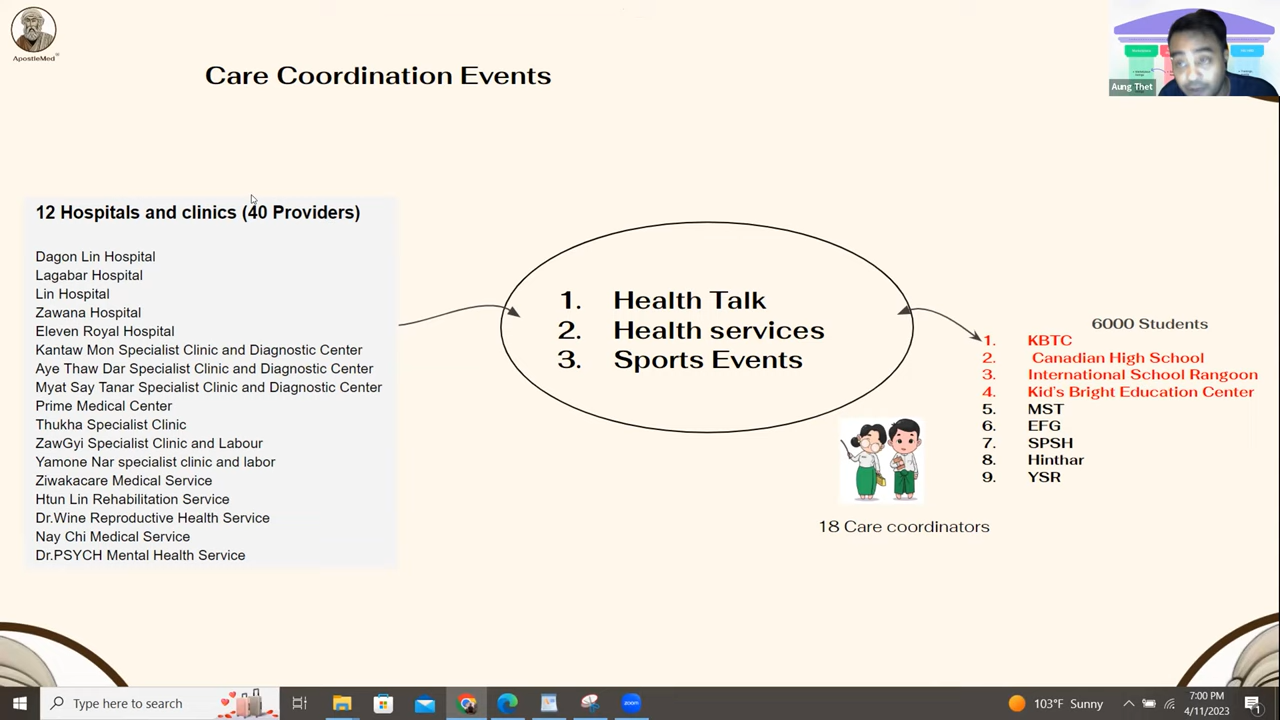 ApostleMed
Care Coordination Events
Aung Thet
12 Hospitals and clinics (40 Providers)
Dagon Lin Hospital
Lagabar Hospital
Lin Hospital
Zawana Hospital
Eleven Royal Hospital
Kantaw Mon Specialist Clinic and Diagnostic Center
Aye Thaw Dar Specialist Clinic and Diagnostic Center
Myat Say Tanar Specialist Clinic and Diagnostic Center
Prime Medical Center
Thukha Specialist Clinic
ZawGyi Specialist Clinic and Labour
Yamone Nar specialist clinic and labor
Ziwakacare Medical Service
Htun Lin Rehabilitation Service
Dr.Wine Reproductive Health Service
Nay Chi Medical Service
Dr.PSYCH Mental Health Service
1. Health Talk
2. Health services
3. Sports Events
18 Care coordinators
6000 Students
1. KBTC
2. Canadian High School
3. International School Rangoon
4. Kid's Bright Education Center
5. MST
6. EFG
7. SPSH
8. Hinthar
9. YSR
Type here to search
zoom
103°F Sunny
7:00 PM
4/11/2023
1